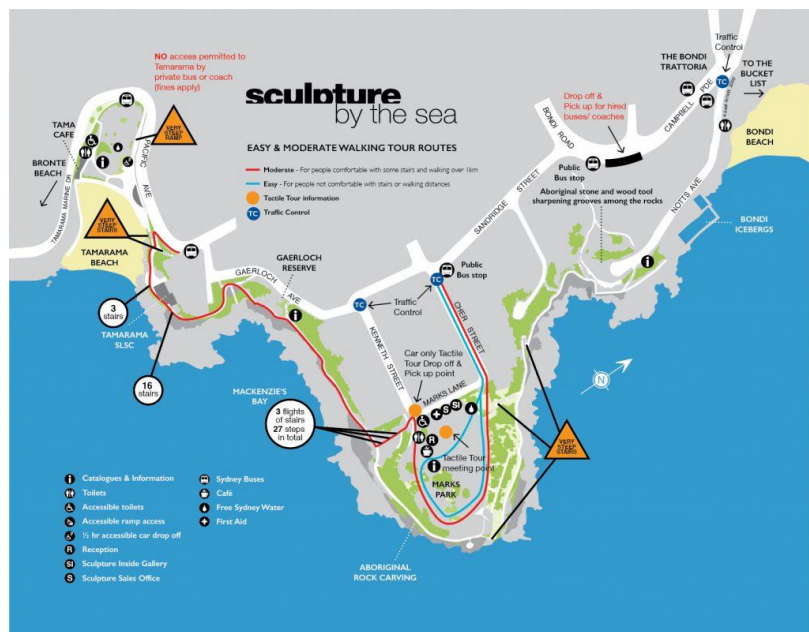 NO access permitted to
Tamarama by
private bus or coach
(fines apply)
sculpture
by the sea
EASY & MODERATE WALKING TOUR ROUTES
Moderate - For people comfortable with some stairs and walking over 1km
Easy - For people not comfortable with stairs or walking distances
Tactile Tour information
TC Traffic Control
Traffic
Control
TC
THE BONDI
TRATTORIA
TO THE
BUCKET
LIST
CAMPBELL PDE
BONDI
BEACH
Drop off &
Pick up for hired
buses/ coaches
BONDI ROAD
Public
Bus stop
SANDRIDGE STREET
Aboriginal stone and wood tool
sharpening grooves among the rocks
NOTTS AVE
BONDI
ICEBERGS
TAMA
CAFE
BRONTE
BEACH
VERY
STEEP
RAMP
PACIFIC
AVE
TAMARAMA MARINE DR
VERY
STEEP
STAIRS
TAMARAMA
BEACH
3
stairs
TAMARAMA
SLSC
16
stairs
GAERLOCH
RESERVE
GAERLOCH
AVE
TC
Traffic
Control
TC
Public
Bus stop
KENNETH STREET
CHER STREET
Car only Tactile
Tour Drop off &
Pick up point
MARKS LANE
MACKENZIE'S
BAY
3 flights
of stairs
27 steps
in total
S
SI
R
Tactile Tour
meeting point
MARKS
PARK
VERY
STEEP
STAIRS
N
ABORIGINAL
ROCK CARVING
Catalogues & Information
Toilets
Accessible toilets
Accessible ramp access
½ hr accessible car drop off
R Reception
SI Sculpture Inside Gallery
S Sculpture Sales Office
Sydney Buses
Café
Free Sydney Water
First Aid